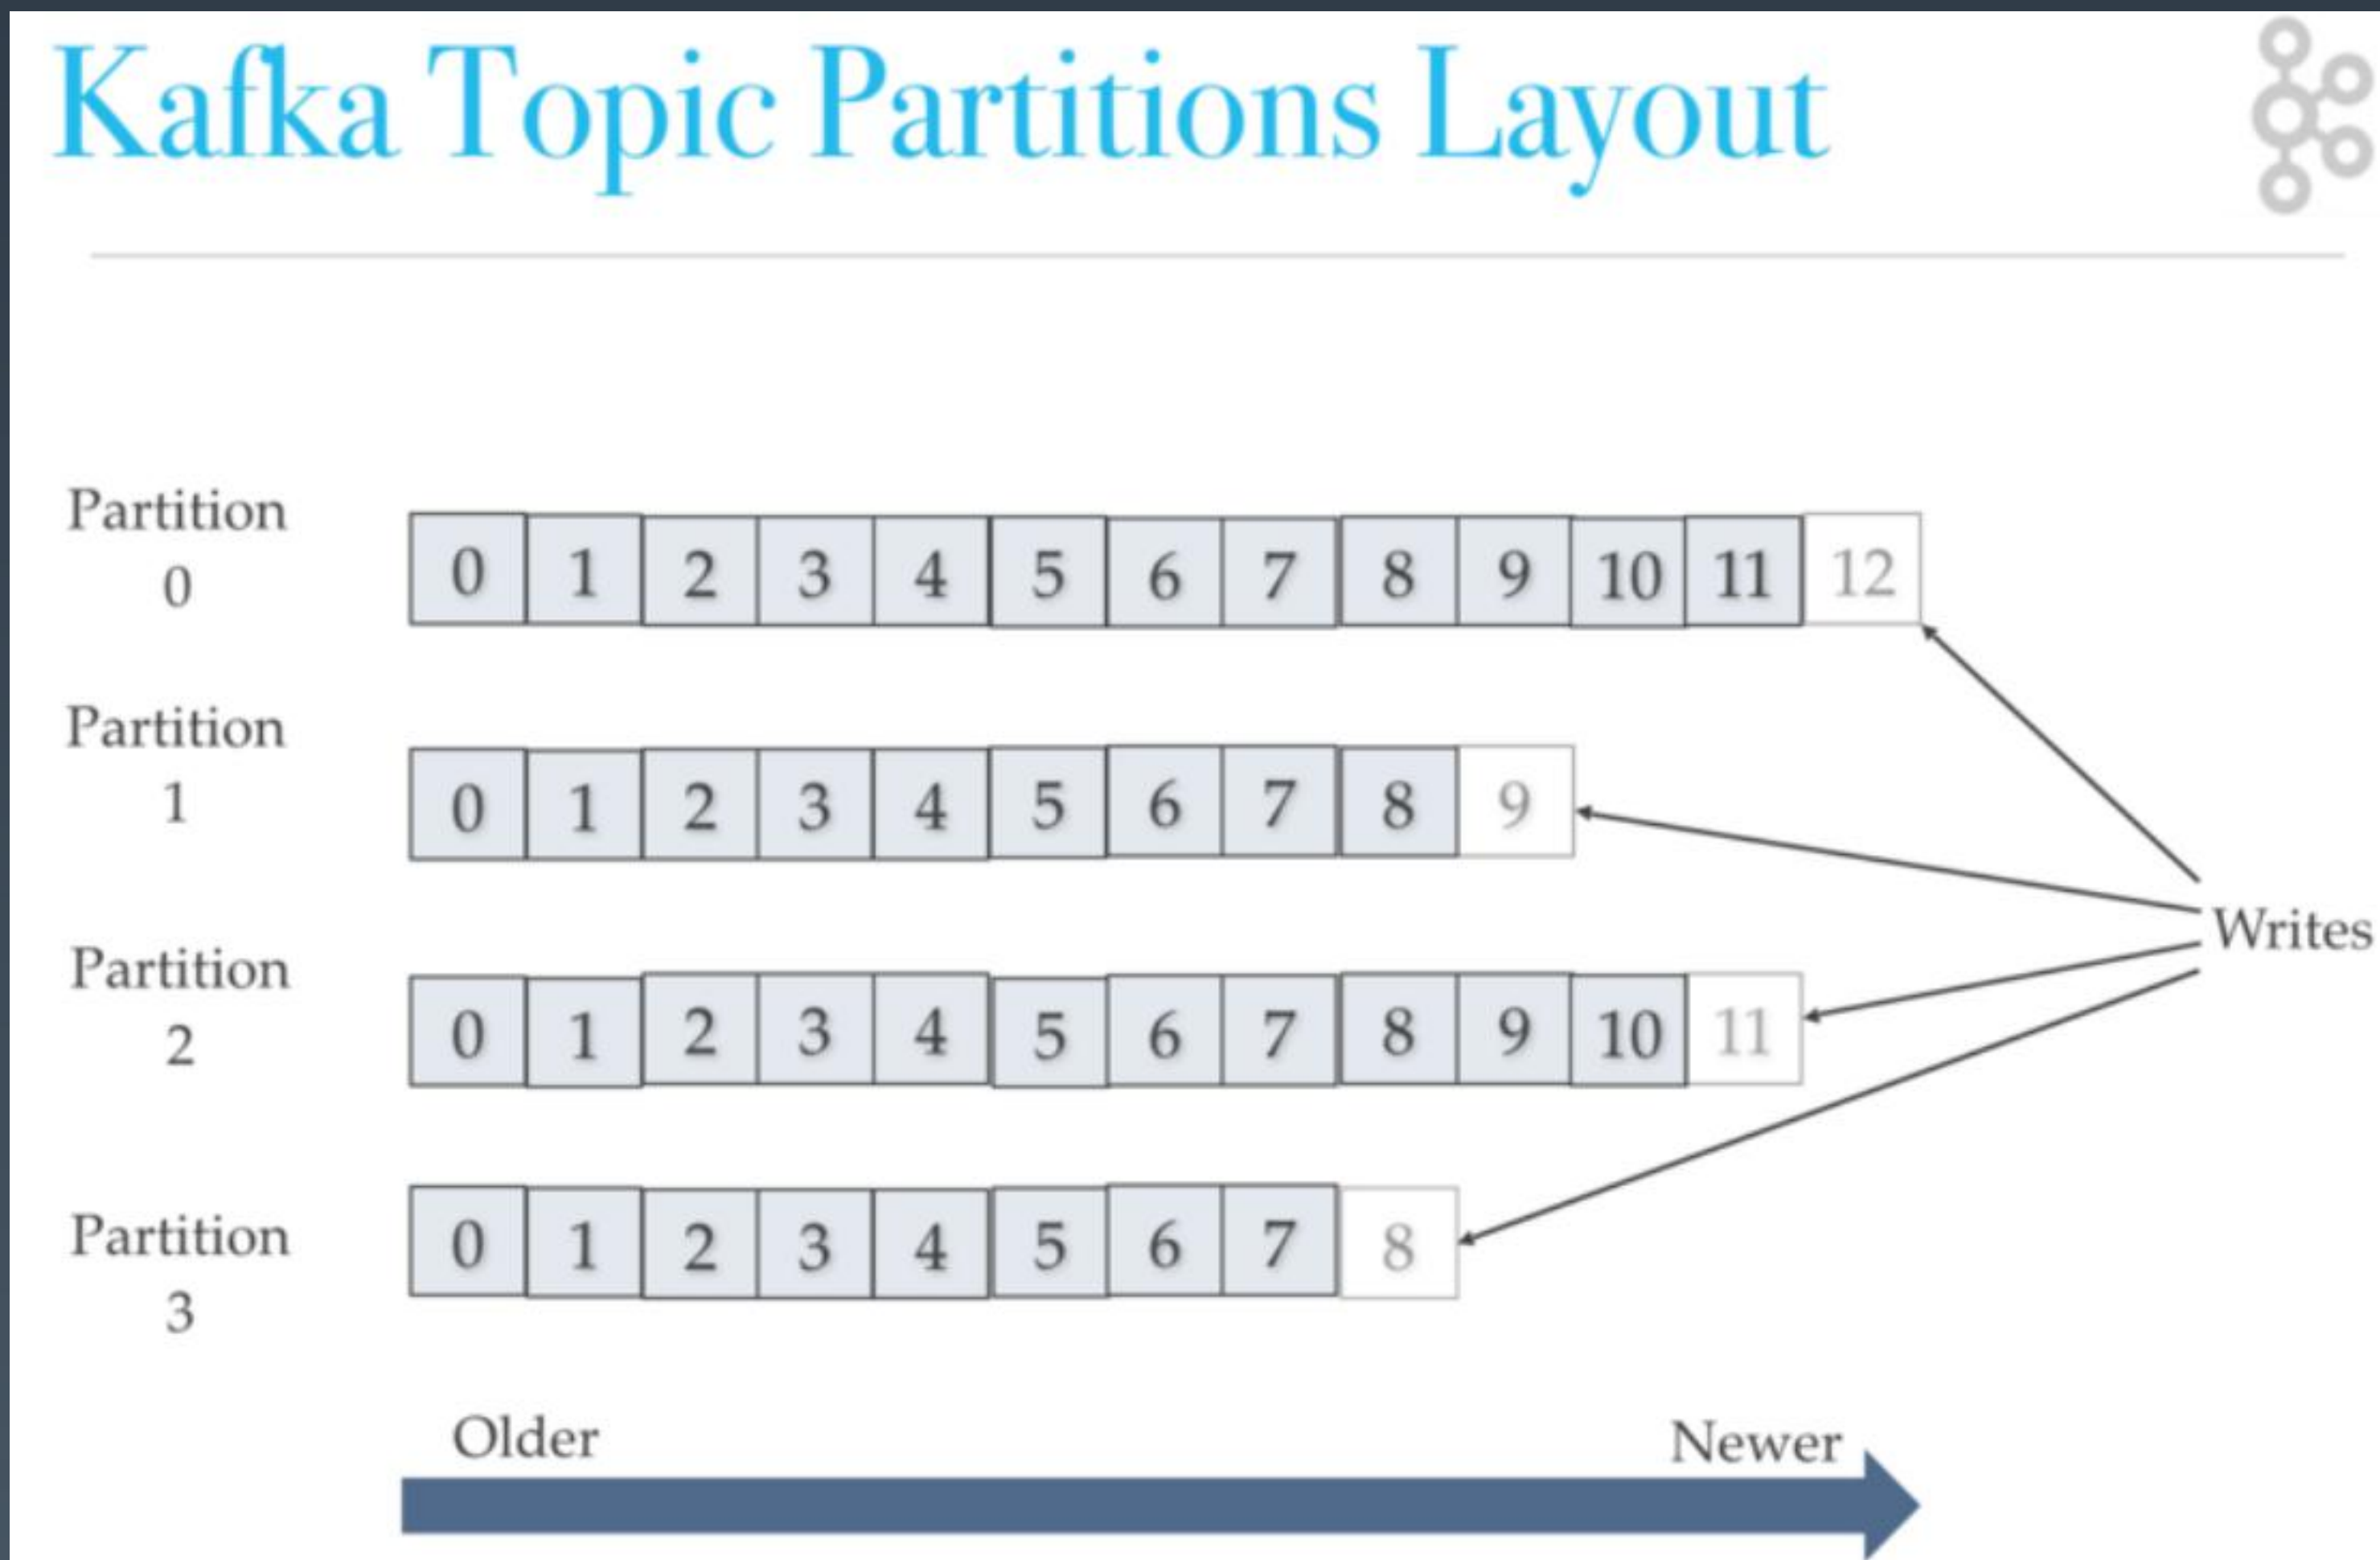 Kafka Topic Partitions Layout
Partition
0
0 1 2 3 4 5 6 7 8 9 10 11 12
Partition
1
0 1 2 3 4 5 6 7 8 9
Writes
Partition
2
0 1 2 3 4 5 6 7 8 9 10 11
Partition
3
0 1 2 3 4 5 6 7 8
Older Newer